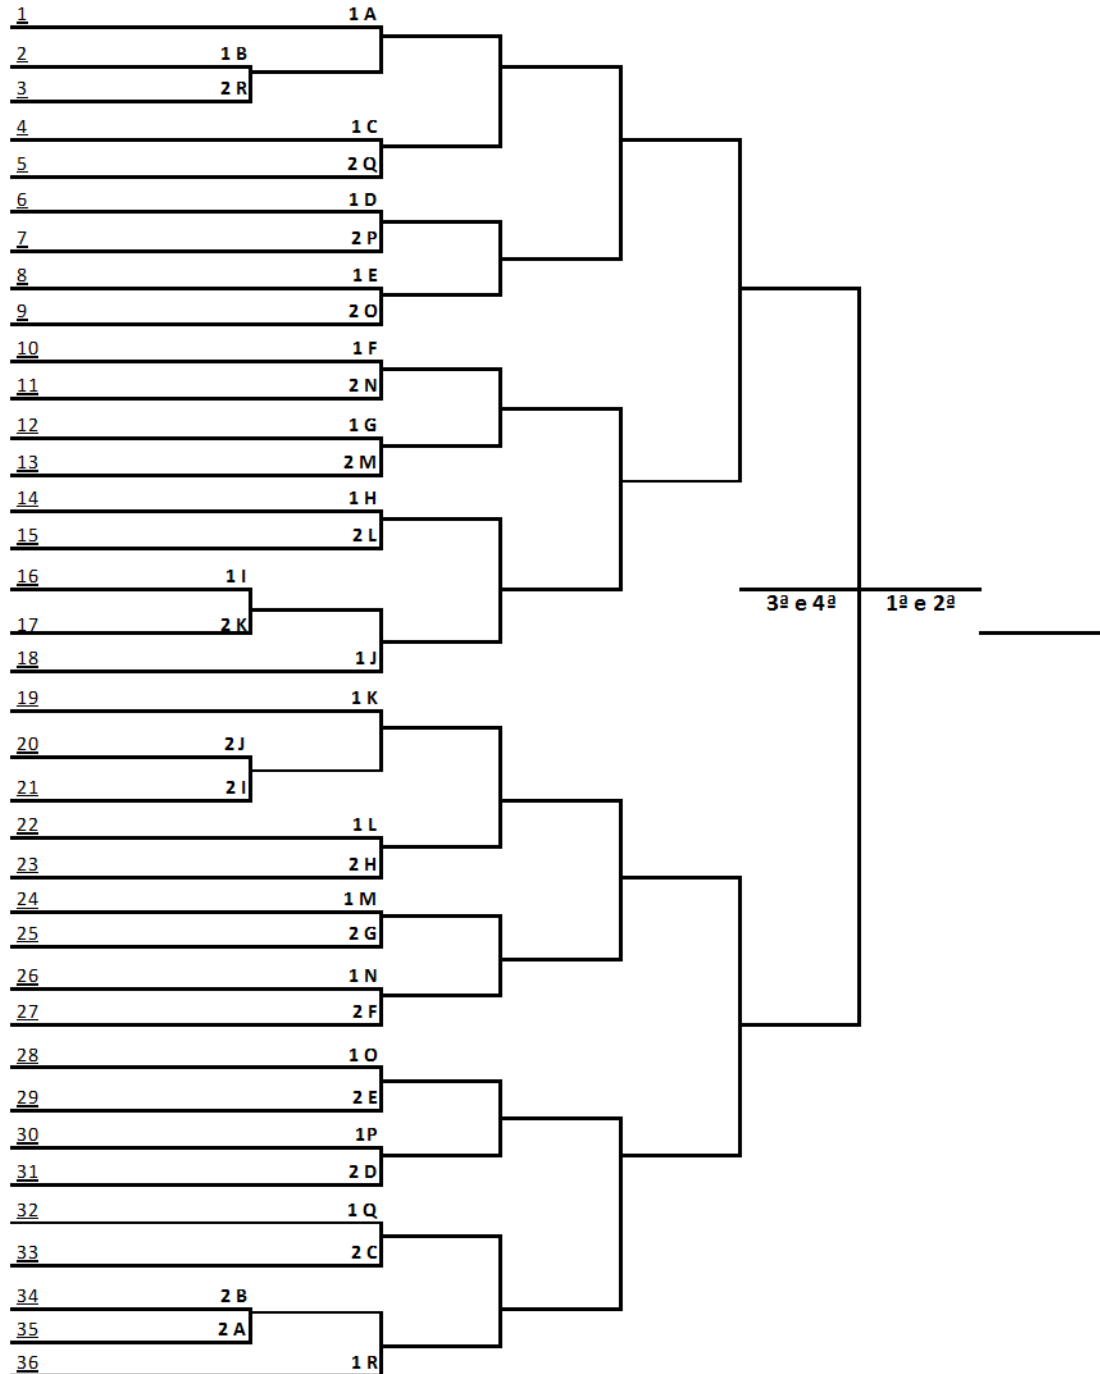 1 1 A
2 1 B
3 2 R
4 1 C
5 2 Q
6 1 D
7 2 P
8 1 E
9 2 O
10 1 F
11 2 N
12 1 G
13 2 M
14 1 H
15 2 L
16 1 I
3ª e 4ª 1ª e 2ª
17 2 K
18 1 J
19 1 K
20 2 J
21 2 I
22 1 L
23 2 H
24 1 M
25 2 G
26 1 N
27 2 F
28 1 O
29 2 E
30 1P
31 2 D
32 1 Q
33 2 C
34 2 B
35 2 A
36 1 R